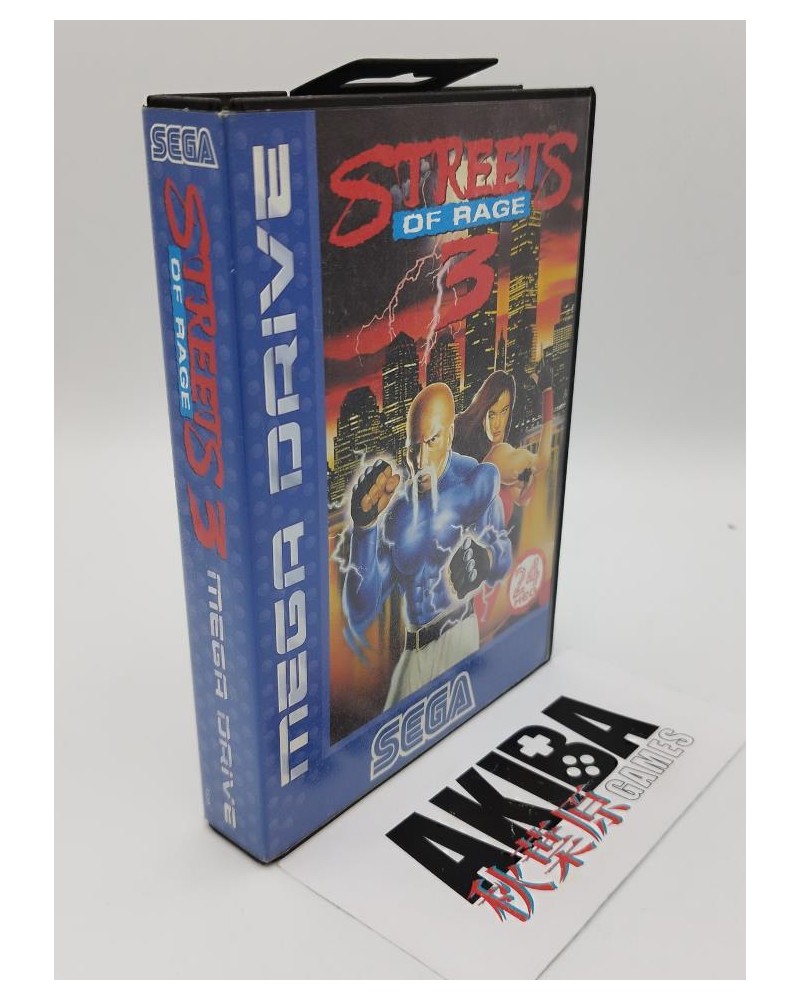 SEGA
STREETS
OF RAGE
3
MEGA DRIVE
MEGA DRIVE
STREETS
OF RAGE
3
24
SEGA
AKIBA
秋葉原
GAMES